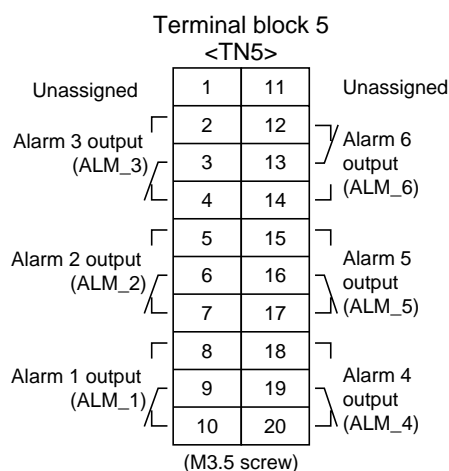 Terminal block 5
<TN5>
Unassigned 1 11 Unassigned
2 12
Alarm 3 output
(ALM_3)
3 13
Alarm 6
output
(ALM_6)
4 14
5 15
Alarm 2 output
(ALM_2)
6 16
Alarm 5
output
(ALM_5)
7 17
8 18
Alarm 1 output
(ALM_1)
9 19
Alarm 4
output
(ALM_4)
10 20
(M3.5 screw)